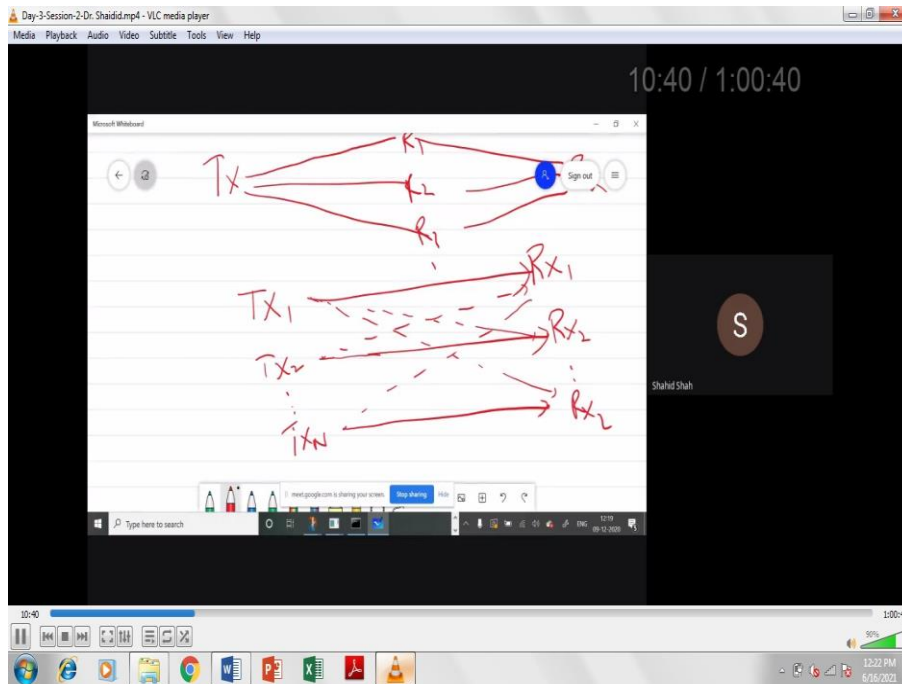 Day-3-Session-2-Dr. Shaidid.mp4 - VLC media player
Media Playback Audio Video Subtitle Tools View Help
10:40 / 1:00:40
Microsoft Whiteboard
R1
Tx
R2
Sign out
R
TX1
RX1
TX2
RX2
TXN
RX2
S
Shahid Shah
meet.google.com is sharing your screen.
Stop sharing
Hide
Type here to search
ENG
12:19
09-12-2020
10:40
1:00:4
90%
12:22 PM
6/16/2021